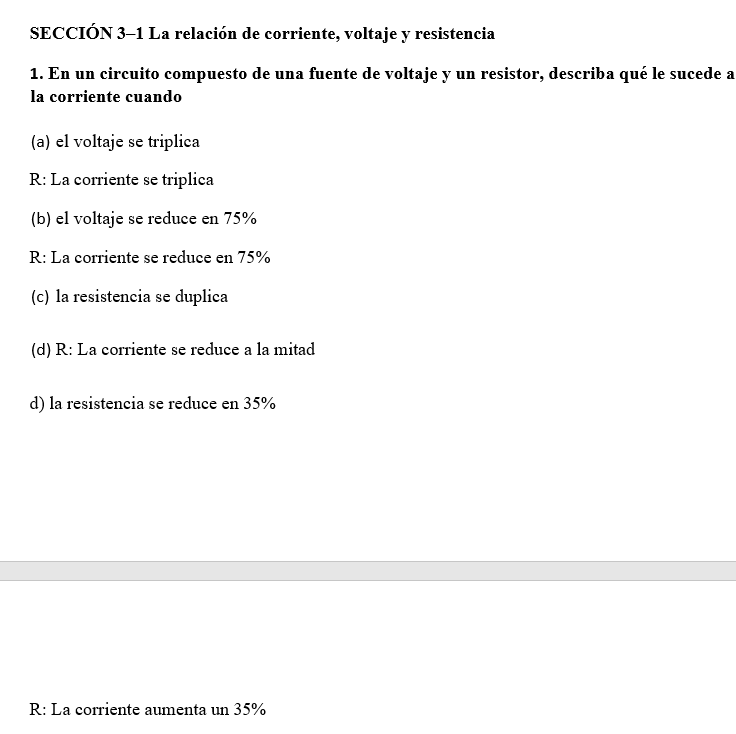 SECCIÓN 3–1 La relación de corriente, voltaje y resistencia
1. En un circuito compuesto de una fuente de voltaje y un resistor, describa qué le sucede a
la corriente cuando
(a) el voltaje se triplica
R: La corriente se triplica
(b) el voltaje se reduce en 75%
R: La corriente se reduce en 75%
(c) la resistencia se duplica
(d) R: La corriente se reduce a la mitad
d) la resistencia se reduce en 35%
R: La corriente aumenta un 35%